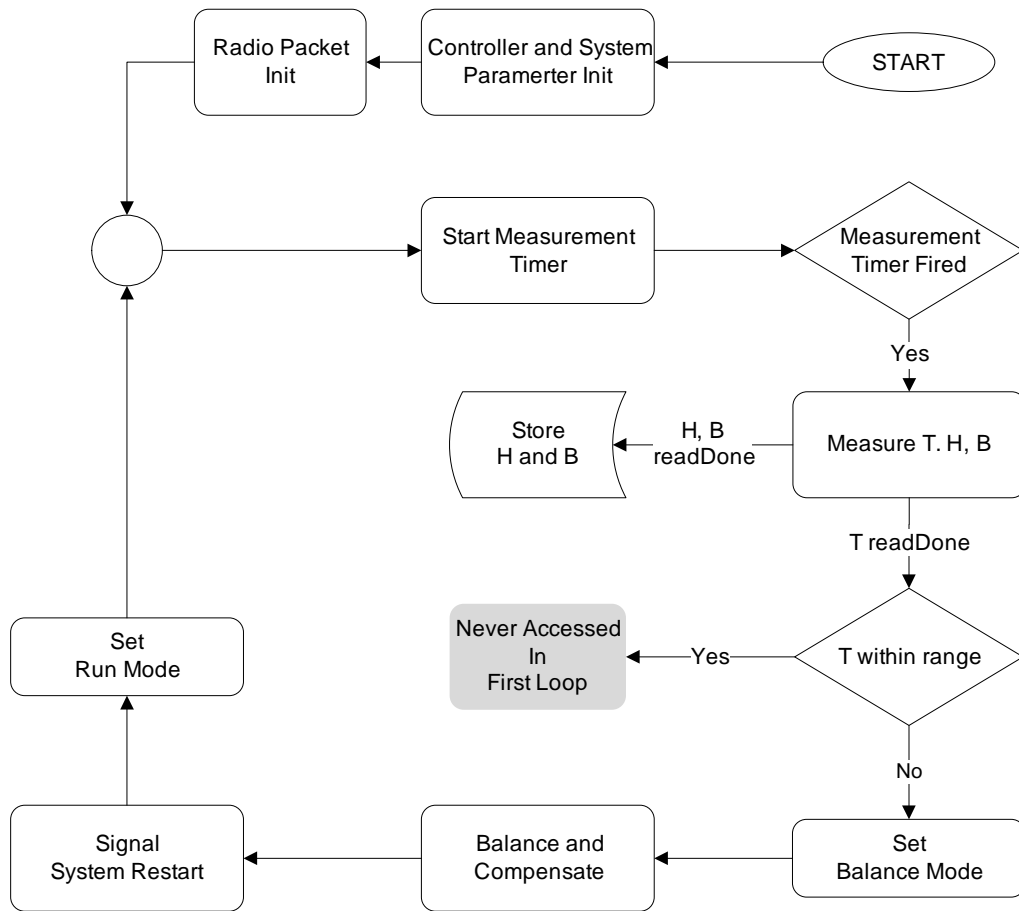 START
Controller and System
Paramerter Init
Radio Packet
Init
Start Measurement
Timer
Measurement
Timer Fired
Yes
Measure T. H, B
H, B
readDone
Store
H and B
T readDone
T within range
Yes
Never Accessed
In
First Loop
No
Set
Balance Mode
Balance and
Compensate
Signal
System Restart
Set
Run Mode